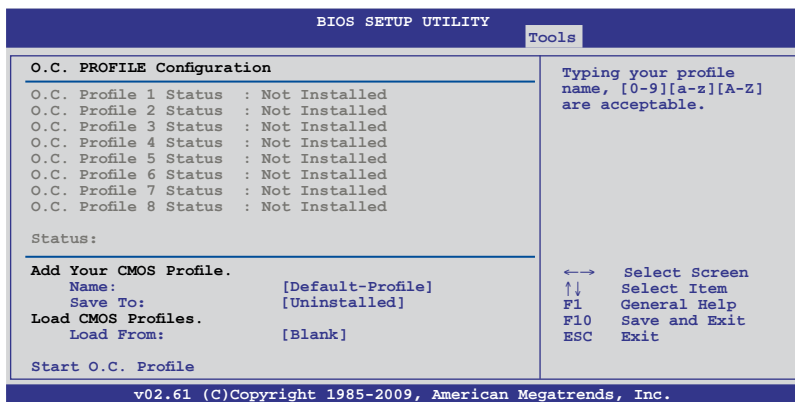 BIOS SETUP UTILITY
Tools
O.C. PROFILE Configuration
O.C. Profile 1 Status : Not Installed
O.C. Profile 2 Status : Not Installed
O.C. Profile 3 Status : Not Installed
O.C. Profile 4 Status : Not Installed
O.C. Profile 5 Status : Not Installed
O.C. Profile 6 Status : Not Installed
O.C. Profile 7 Status : Not Installed
O.C. Profile 8 Status : Not Installed
Status:
Add Your CMOS Profile.
Name: [Default-Profile]
Save To: [Uninstalled]
Load CMOS Profiles.
Load From: [Blank]
Start O.C. Profile
Typing your profile
name, [0-9][a-z][A-Z]
are acceptable.
←→ Select Screen
↑↓ Select Item
F1 General Help
F10 Save and Exit
ESC Exit
v02.61 (C)Copyright 1985-2009, American Megatrends, Inc.